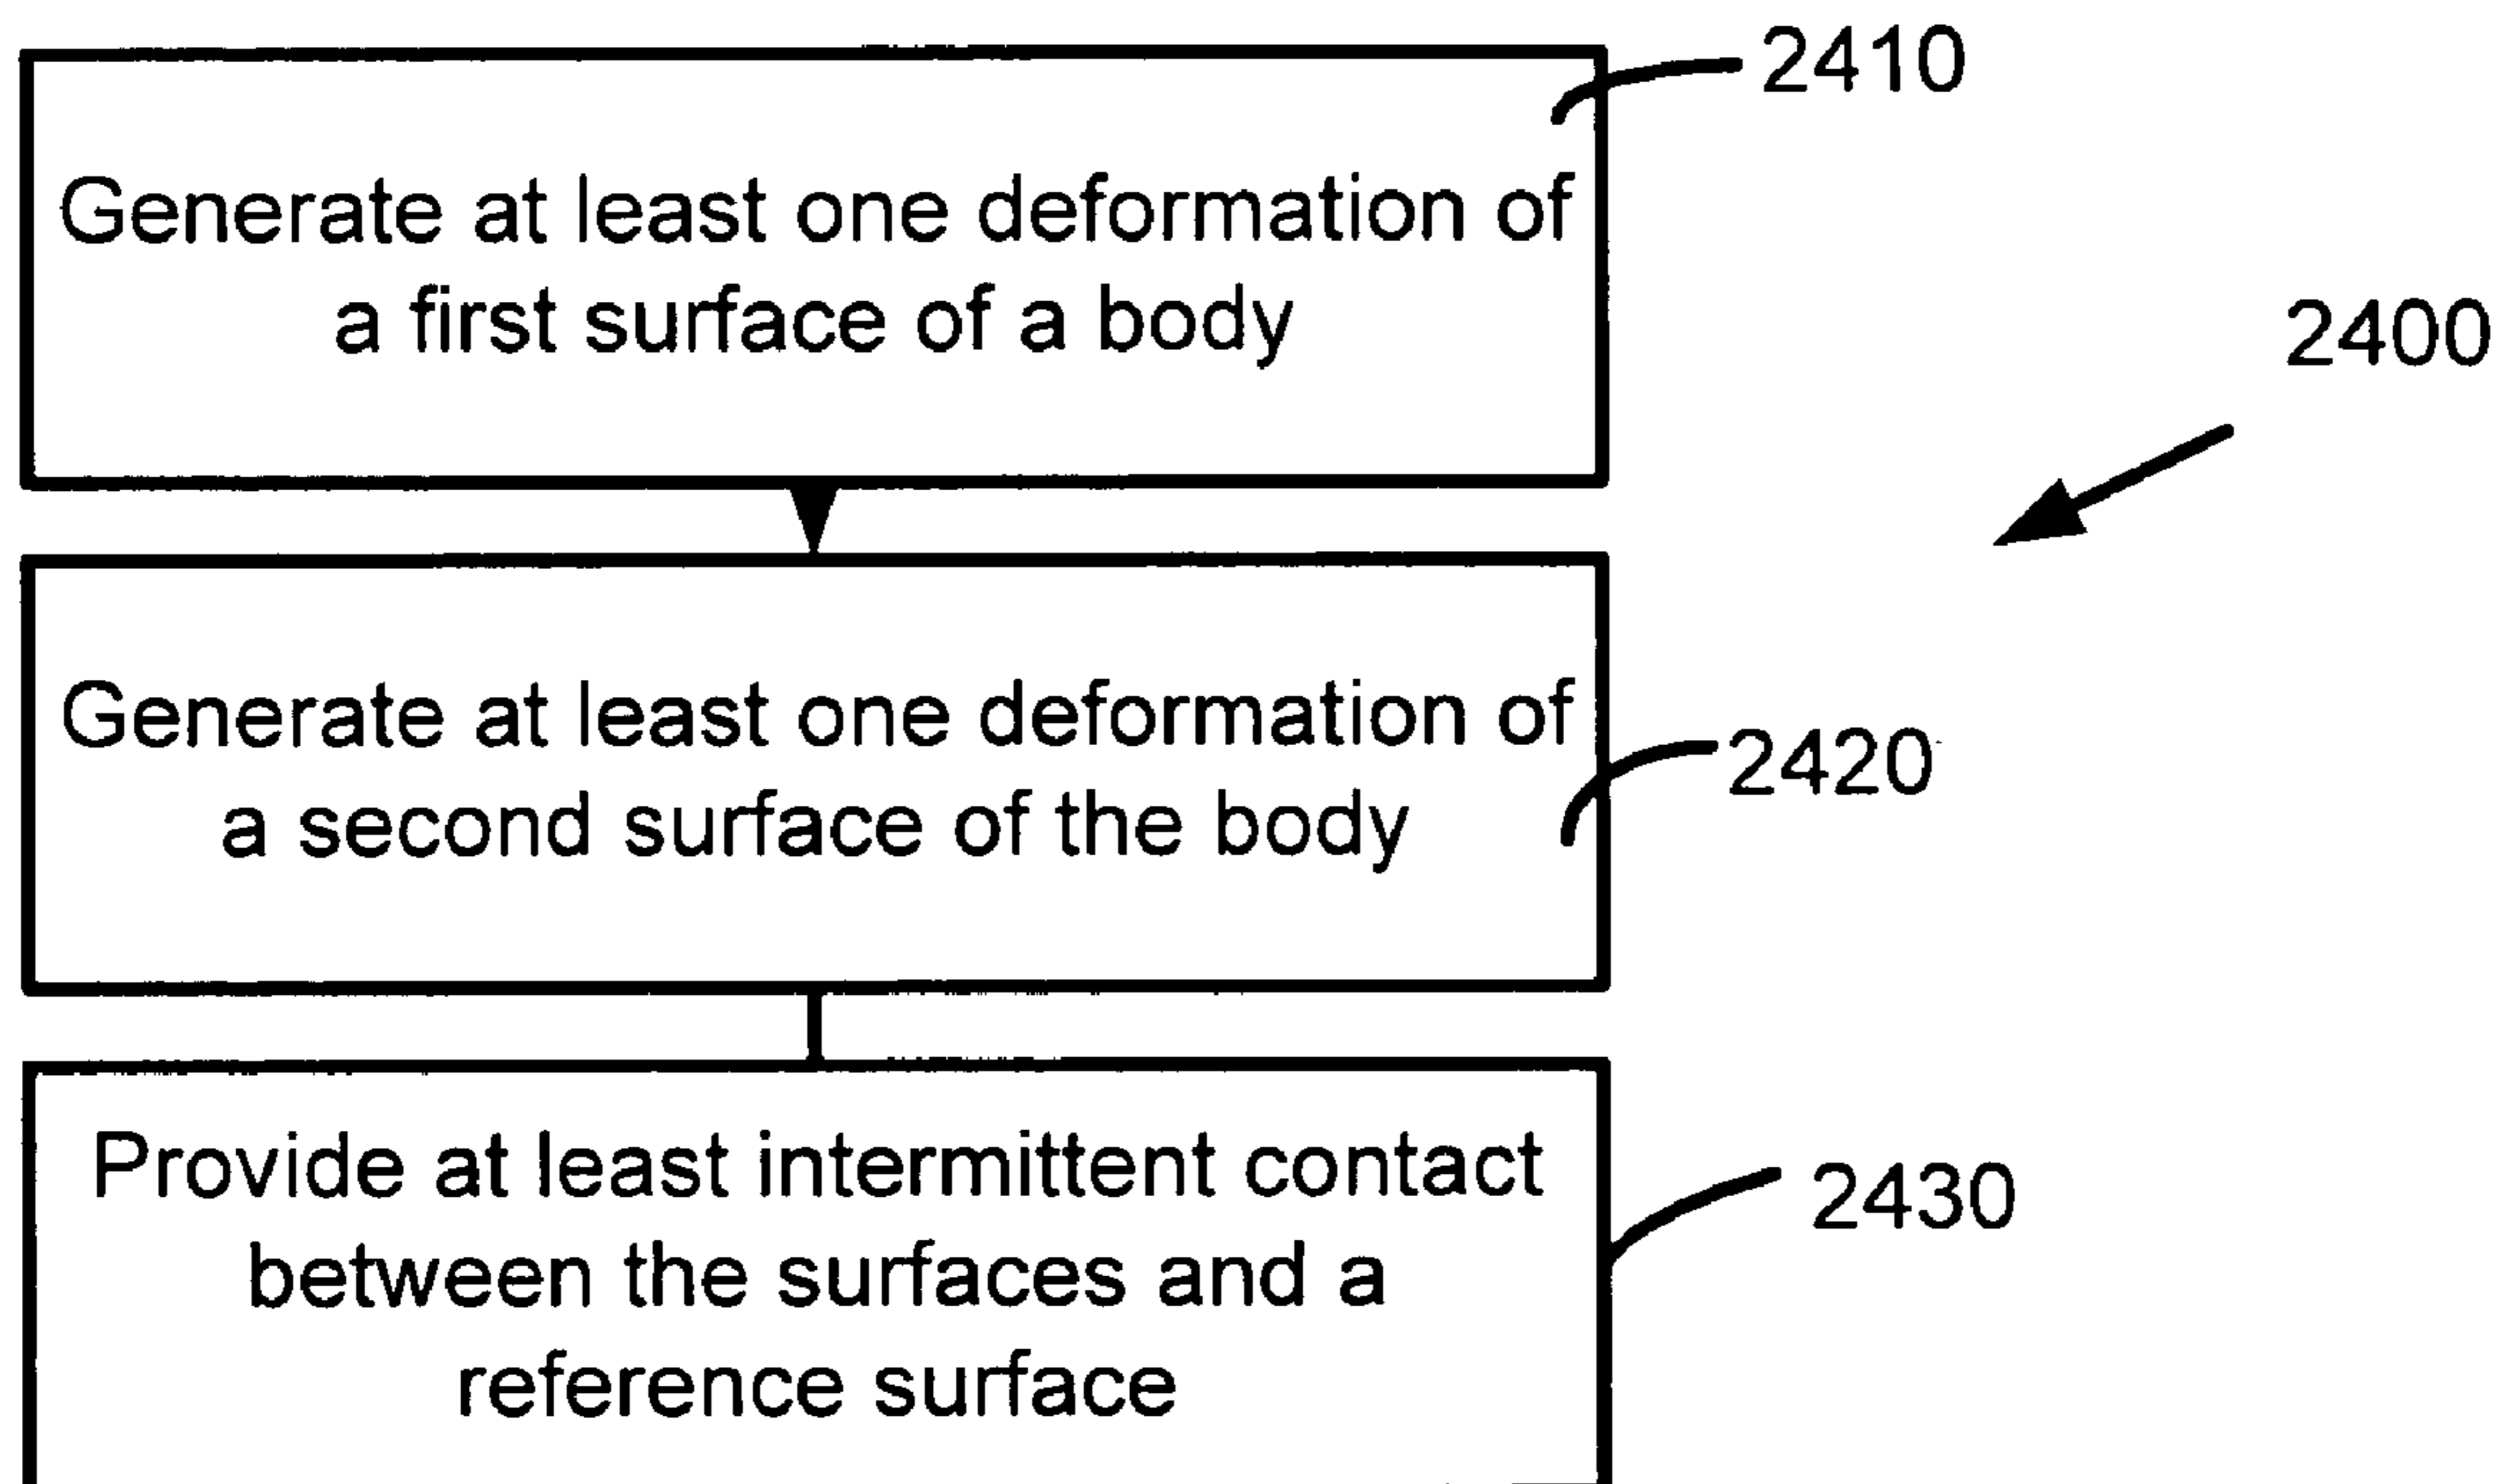 2410
Generate at least one deformation of
a first surface of a body
2400
Generate at least one deformation of
a second surface of the body
2420
Provide at least intermittent contact
between the surfaces and a
reference surface
2430